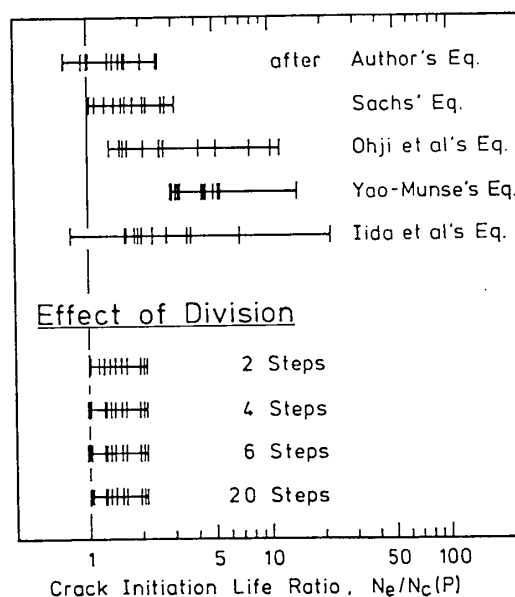 after Author's Eq.
Sachs' Eq.
Ohji et al's Eq.
Yao-Munse's Eq.
Iida et al's Eq.
Effect of Division
2 Steps
4 Steps
6 Steps
20 Steps
1 5 10 50 100
Crack Initiation Life Ratio, Ne/Nc(P)